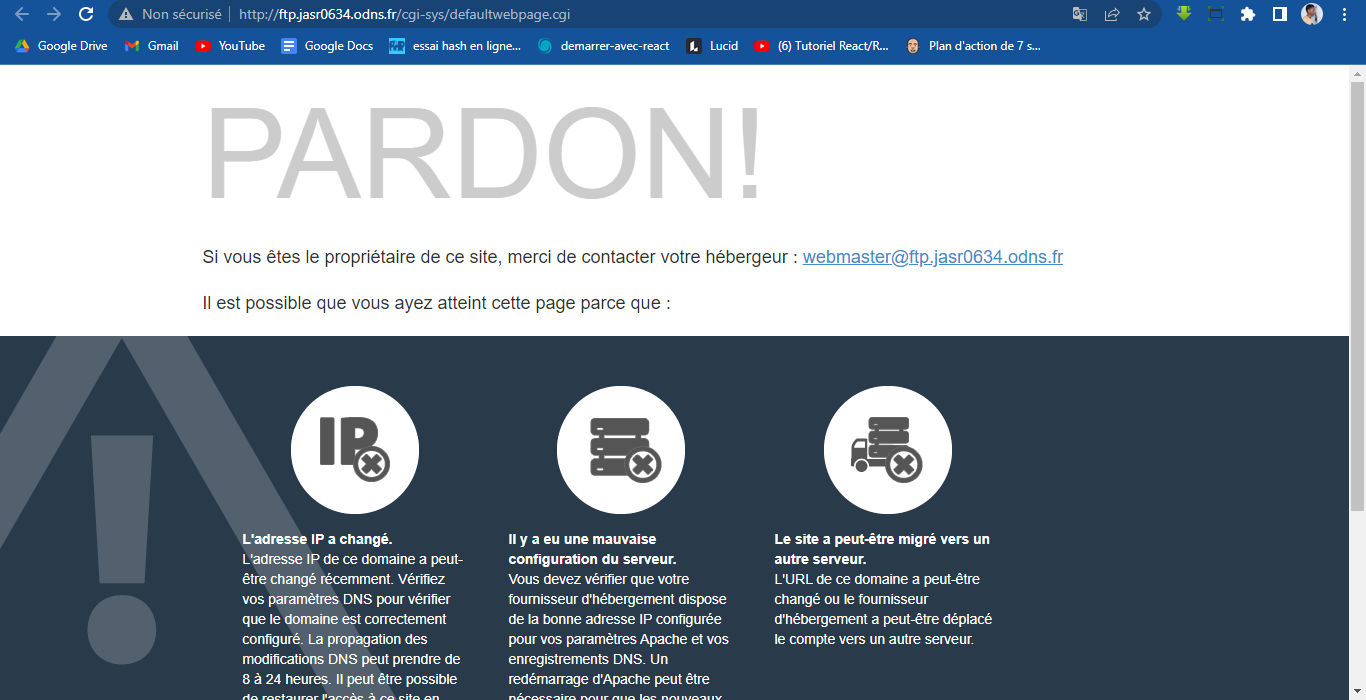 Non sécurisé
http://ftp.jasr0634.odns.fr/cgi-sys/defaultwebpage.cgi
Google Drive
Gmail
YouTube
Google Docs
essai hash en ligne...
demarrer-avec-react
Lucid
(6) Tutoriel React/R...
Plan d'action de 7 s...
PARDON!
Si vous êtes le propriétaire de ce site, merci de contacter votre hébergeur : webmaster@ftp.jasr0634.odns.fr
Il est possible que vous ayez atteint cette page parce que :
IP
L'adresse IP a changé.
L'adresse IP de ce domaine a peut-
être changé récemment. Vérifiez
vos paramètres DNS pour vérifier
que le domaine est correctement
configuré. La propagation des
modifications DNS peut prendre de
8 à 24 heures. Il peut être possible
de restaurer l'accès à ce site en
Il y a eu une mauvaise
configuration du serveur.
Vous devez vérifier que votre
fournisseur d'hébergement dispose
de la bonne adresse IP configurée
pour vos paramètres Apache et vos
enregistrements DNS. Un
redémarrage d'Apache peut être
nécessaire pour que les nouveaux
Le site a peut-être migré vers un
autre serveur.
L'URL de ce domaine a peut-être
changé ou le fournisseur
d'hébergement a peut-être déplacé
le compte vers un autre serveur.